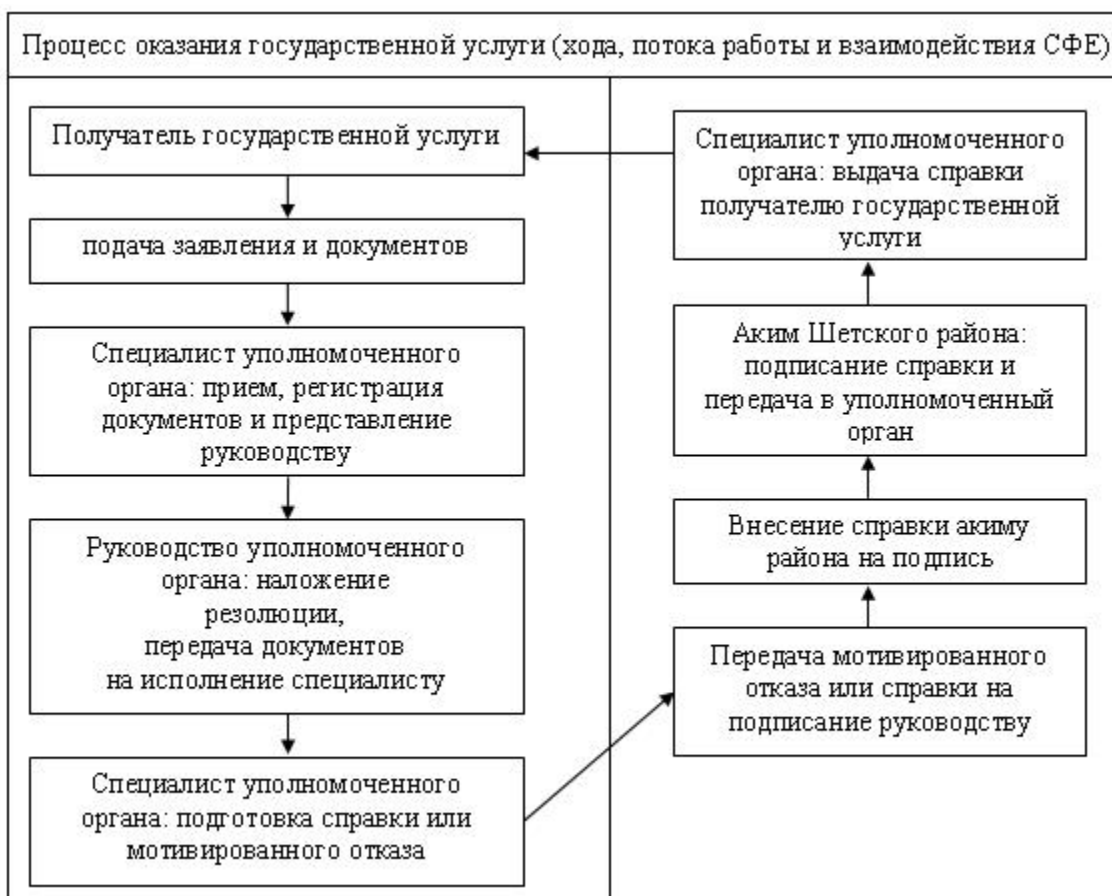 Процесс оказания государственной услуги (хода, потока работы и взаимодействия СФЕ)
Получатель государственной услуги
подача заявления и документов
Специалист уполномоченного
органа: прием, регистрация
документов и представление
руководству
Руководство уполномоченного
органа: наложение
резолюции,
передача документов
на исполнение специалисту
Специалист уполномоченного
органа: подготовка справки или
мотивированного отказа
Передача мотивированного
отказа или справки на
подписание руководству
Внесение справки акиму
района на подпись
Аким Шетского района:
подписание справки и
передача в уполномоченный
орган
Специалист уполномоченного
органа: выдача справки
получателю государственной
услуги